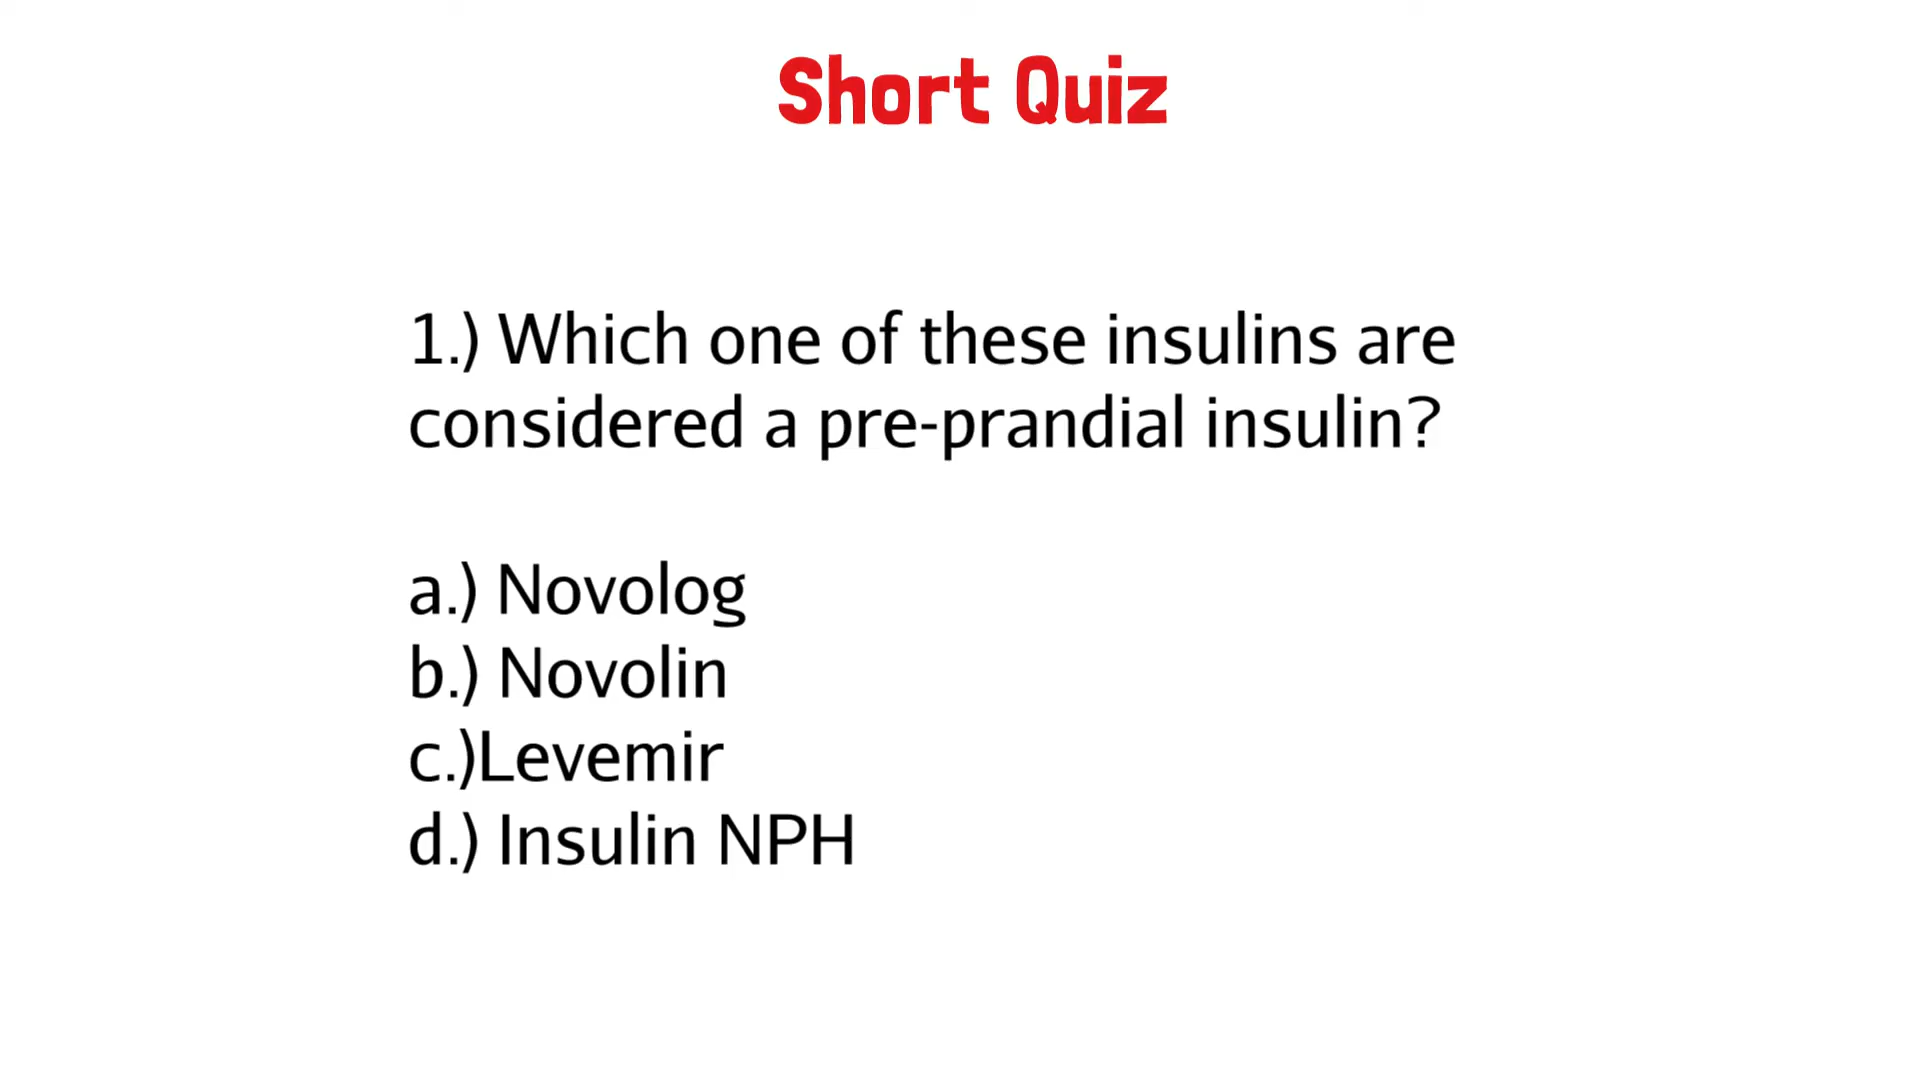 Short Quiz
1.) Which one of these insulins are
considered a pre-prandial insulin?
a.) Novolog
b.) Novolin
c.)Levemir
d.) Insulin NPH